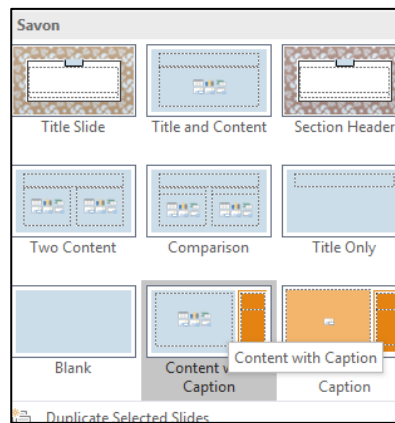 Savon
Title Slide
Title and Content
Section Header
Two Content
Comparison
Title Only
Blank
Content
Caption
Content with Caption
Caption
Duplicate Selected Slides